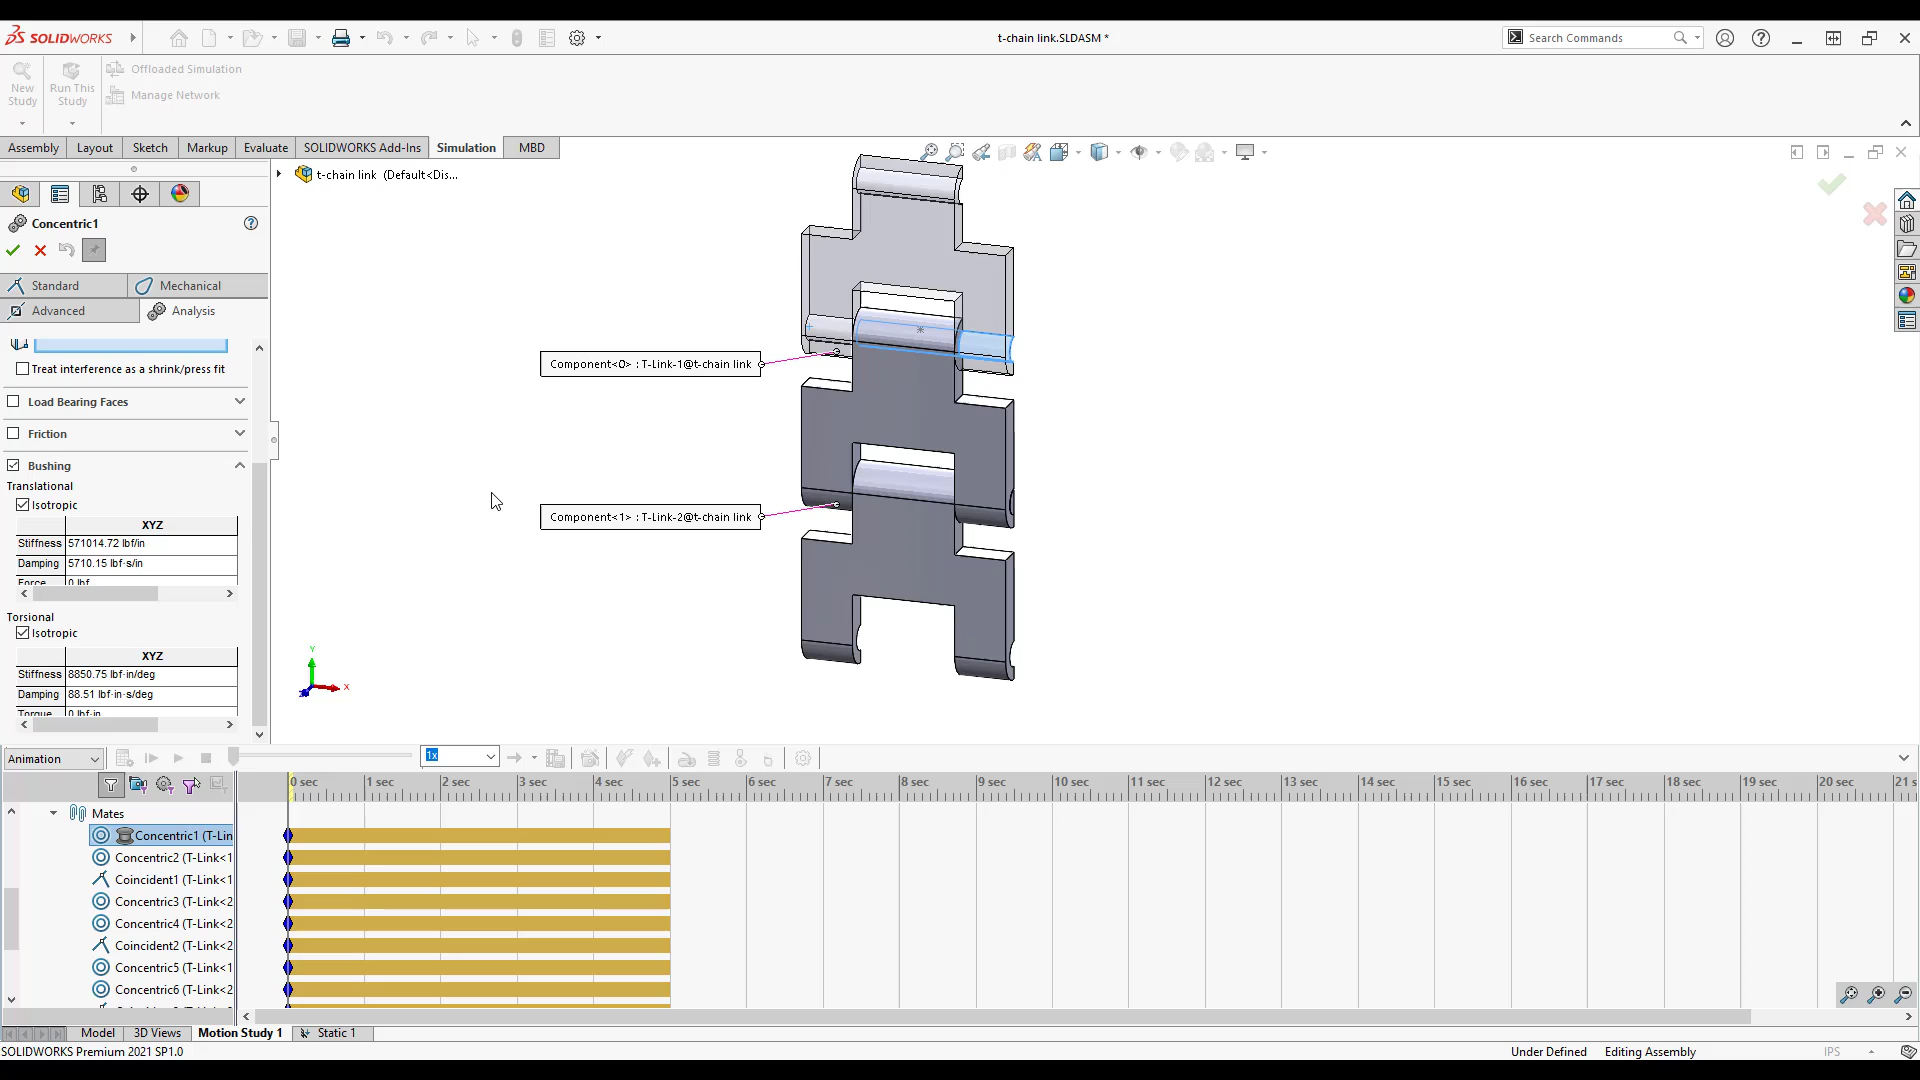 SOLIDWORKS
t-chain link.SLDASM *
Search Commands
New Study
Run This Study
Offloaded Simulation
Manage Network
Assembly
Layout
Sketch
Markup
Evaluate
SOLIDWORKS Add-Ins
Simulation
MBD
t-chain link (Default<Dis...
Concentric1
Standard
Mechanical
Advanced
Analysis
Treat interference as a shrink/press fit
Load Bearing Faces
Friction
Bushing
Translational
Isotropic
XYZ
Stiffness 571014.72 lbf/in
Damping 5710.15 lbf·s/in
Force 0 lbf
Torsional
Isotropic
XYZ
Stiffness 8850.75 lbf·in/deg
Damping 88.51 lbf·in·s/deg
Torque 0 lbf·in
Component<0> : T-Link-1@t-chain link
Component<1> : T-Link-2@t-chain link
Y
X
Animation
1x
0 sec 1 sec 2 sec 3 sec 4 sec 5 sec 6 sec 7 sec 8 sec 9 sec 10 sec 11 sec 12 sec 13 sec 14 sec 15 sec 16 sec 17 sec 18 sec 19 sec 20 sec 21 s
Mates
Concentric1 (T-Lin
Concentric2 (T-Link<1
Coincident1 (T-Link<1
Concentric3 (T-Link<2
Concentric4 (T-Link<2
Coincident2 (T-Link<2
Concentric5 (T-Link<1
Concentric6 (T-Link<2
Model
3D Views
Motion Study 1
Static 1
SOLIDWORKS Premium 2021 SP1.0
Under Defined
Editing Assembly
IPS